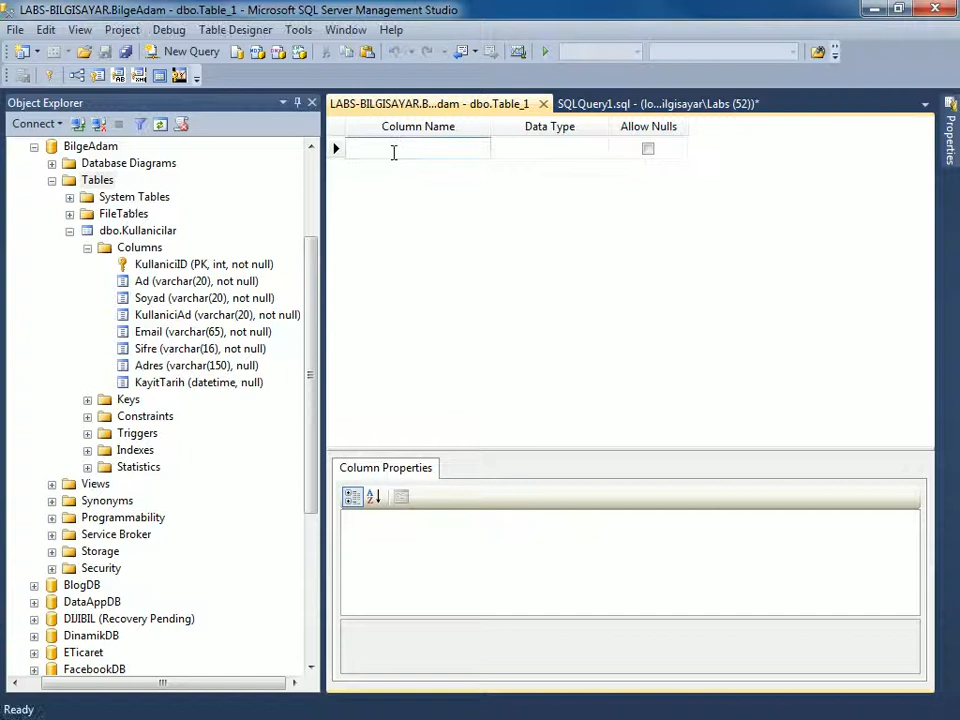 LABS-BILGISAYAR.BilgeAdam - dbo.Table_1 - Microsoft SQL Server Management Studio
File Edit View Project Debug Table Designer Tools Window Help
New Query
Object Explorer
LABS-BILGISAYAR.B...dam - dbo.Table_1
SQLQuery1.sql - (lo...ilgisayar\Labs (52))*
Properties
Connect
Column Name Data Type Allow Nulls
BilgeAdam
Database Diagrams
Tables
System Tables
FileTables
dbo.Kullanicilar
Columns
KullaniciID (PK, int, not null)
Ad (varchar(20), not null)
Soyad (varchar(20), not null)
KullaniciAd (varchar(20), not null)
Email (varchar(65), not null)
Sifre (varchar(16), not null)
Adres (varchar(150), null)
KayitTarih (datetime, null)
Keys
Constraints
Triggers
Indexes
Statistics
Views
Synonyms
Programmability
Service Broker
Storage
Security
BlogDB
DataAppDB
DIJIBIL (Recovery Pending)
DinamikDB
ETicaret
FacebookDB
Column Properties
Ready